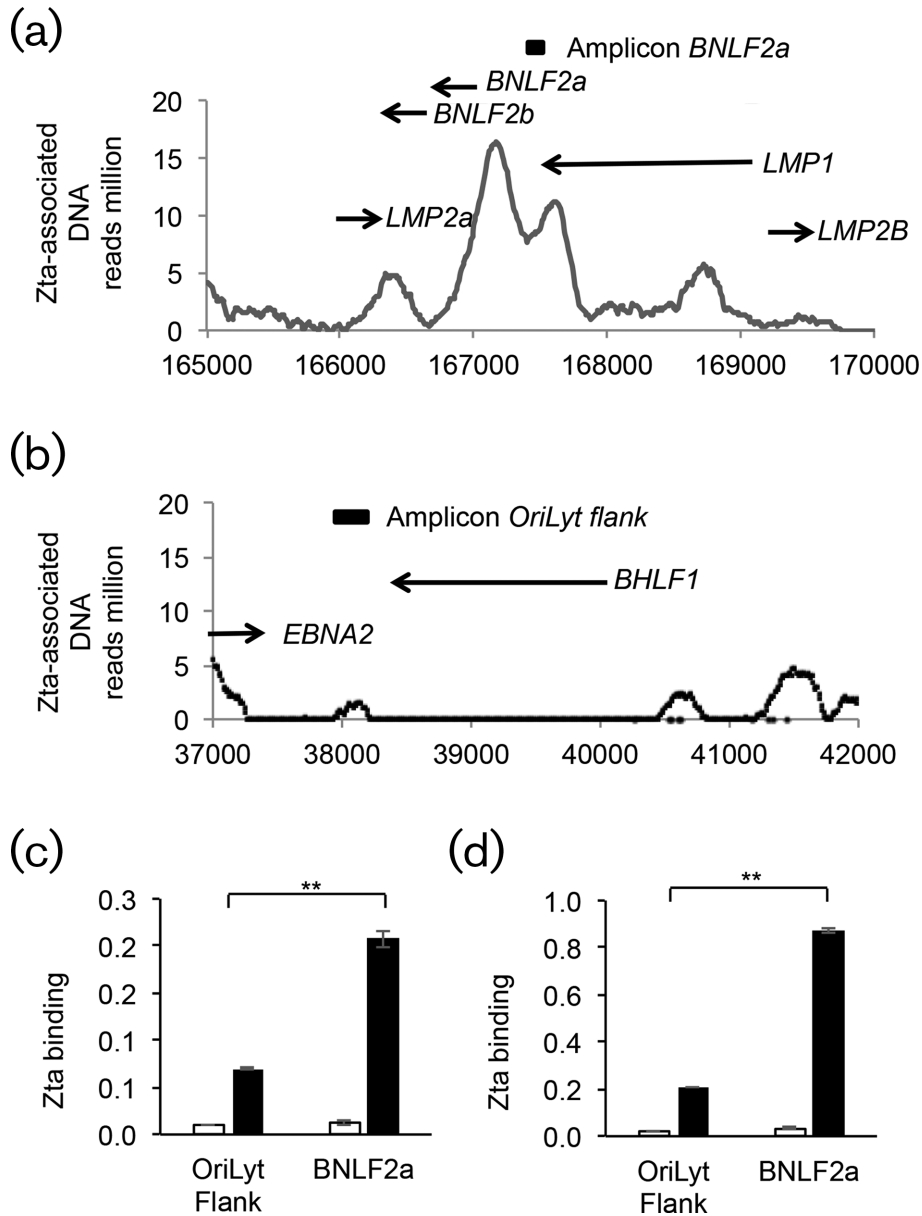 (a)
Amplicon BNLF2a
BNLF2a
BNLF2b
LMP1
LMP2a
LMP2B
Zta-associated
DNA
reads million
20
15
10
5
0
165000 166000 167000 168000 169000 170000
(b)
Amplicon OriLyt flank
BHLF1
EBNA2
Zta-associated
DNA
reads million
20
15
10
5
0
37000 38000 39000 40000 41000 42000
(c)
**
Zta binding
0.3
0.2
0.2
0.1
0.1
0.0
OriLyt
Flank
BNLF2a
(d)
**
Zta binding
1.0
0.8
0.6
0.4
0.2
0.0
OriLyt
Flank
BNLF2a